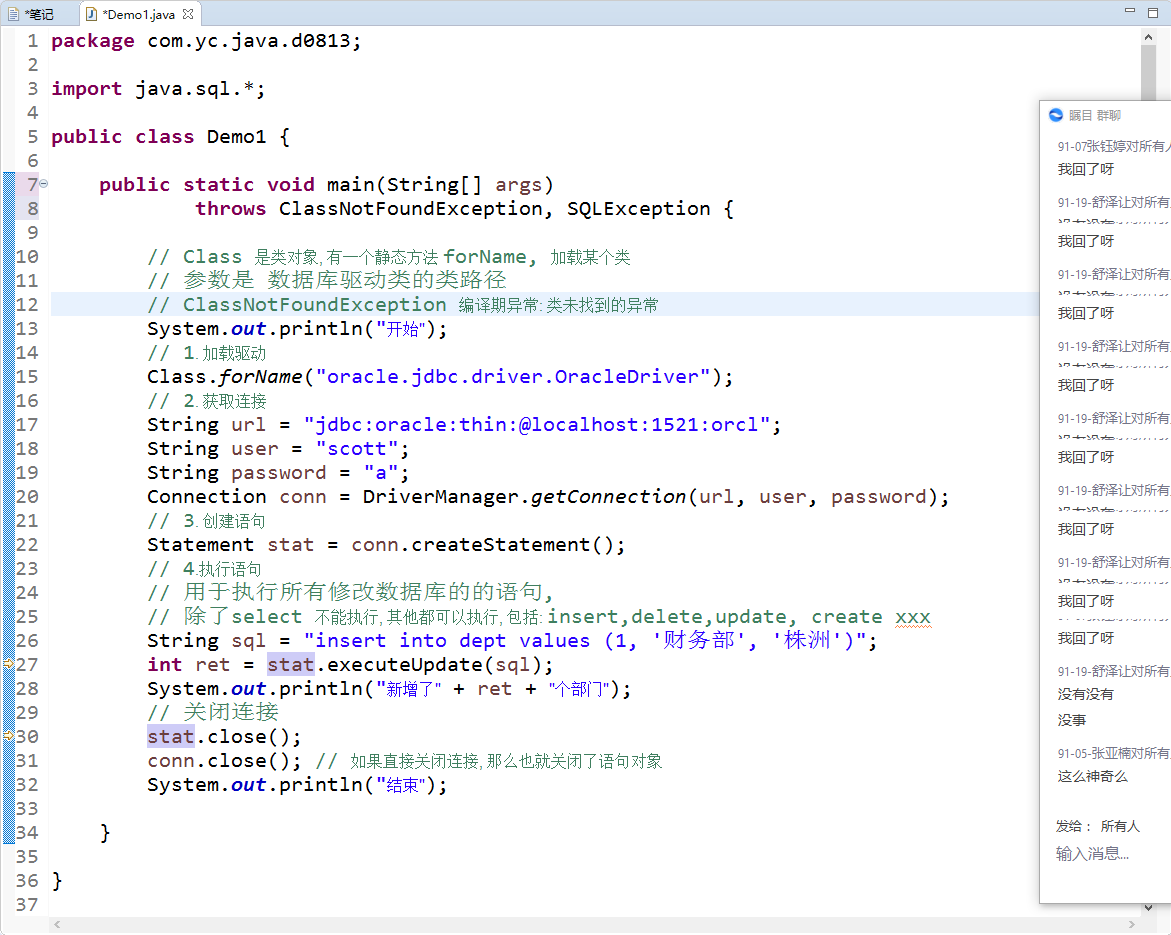 *笔记
*Demo1.java
1 package com.yc.java.d0813;
2
3 import java.sql.*;
4
5 public class Demo1 {
6
7 public static void main(String[] args)
8 throws ClassNotFoundException, SQLException {
9
10 // Class 是类对象,有一个静态方法 forName, 加载某个类
11 // 参数是 数据库驱动类的类路径
12 // ClassNotFoundException 编译期异常:类未找到的异常
13 System.out.println("开始");
14 // 1.加载驱动
15 Class.forName("oracle.jdbc.driver.OracleDriver");
16 // 2.获取连接
17 String url = "jdbc:oracle:thin:@localhost:1521:orcl";
18 String user = "scott";
19 String password = "a";
20 Connection conn = DriverManager.getConnection(url, user, password);
21 // 3.创建语句
22 Statement stat = conn.createStatement();
23 // 4.执行语句
24 // 用于执行所有修改数据库的的语句,
25 // 除了select 不能执行,其他都可以执行,包括:insert,delete,update, create xxx
26 String sql = "insert into dept values (1, '财务部', '株洲')";
27 int ret = stat.executeUpdate(sql);
28 System.out.println("新增了" + ret + "个部门");
29 // 关闭连接
30 stat.close();
31 conn.close(); // 如果直接关闭连接,那么也就关闭了语句对象
32 System.out.println("结束");
33
34 }
35
36 }
37
瞩目 群聊
91-07张钰婷对所有人
我回了呀
91-19-舒泽让对所有
我回了呀
91-19-舒泽让对所有
我回了呀
91-19-舒泽让对所有
我回了呀
91-19-舒泽让对所有
我回了呀
91-19-舒泽让对所有
我回了呀
91-19-舒泽让对所有
我回了呀
我回了呀
91-19-舒泽让对所有
没有没有
没事
91-05-张亚楠对所有
这么神奇么
发给： 所有人
输入消息...